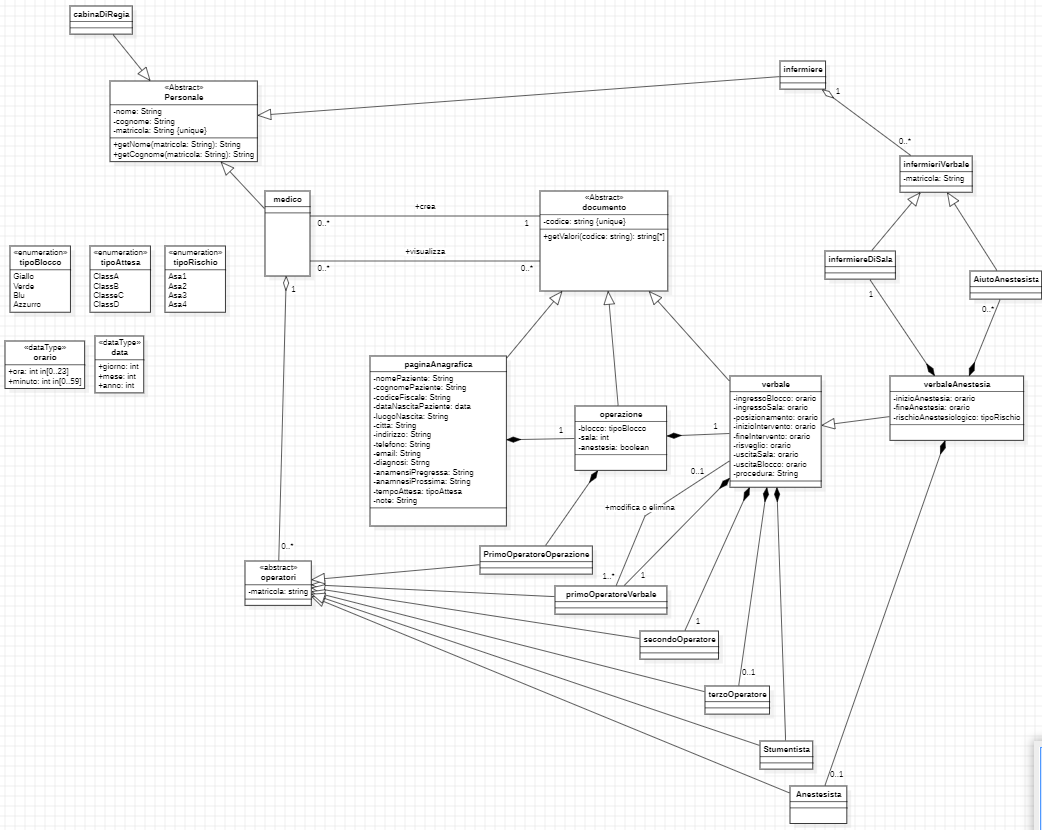 cabinaDiRegia
«Abstract»
Personale
-nome: String
-cognome: String
-matricola: String {unique}
+getNome(matricola: String): String
+getCognome(matricola: String): String
infermiere
1
0..*
infermieriVerbale
-matricola: String
medico
+crea
0..*
1
+visualizza
0..*
0..*
1
«Abstract»
documento
-codice: string {unique}
+getValori(codice: string): string[*]
infermiereDiSala
1
AiutoAnestesista
0..*
«enumeration»
tipoBlocco
Giallo
Verde
Blu
Azzurro
«enumeration»
tipoAttesa
ClassA
ClassB
ClasseC
ClassD
«enumeration»
tipoRischio
Asa1
Asa2
Asa3
Asa4
«dataType»
orario
+ora: int in[0..23]
+minuto: int in[0..59]
«dataType»
data
+giorno: int
+mese: int
+anno: int
paginaAnagrafica
-nomePaziente: String
-cognomePaziente: String
-codiceFiscale: String
-dataNascitaPaziente: data
-luogoNascita: String
-citta: String
-indirizzo: String
-telefono: String
-email: String
-diagnosi: Strirng
-anamensiPregressa: String
-anamnesiProssima: String
-tempoAttesa: tipoAttesa
-note: String
1
operazione
-blocco: tipoBlocco
-sala: int
-anestesia: boolean
1
verbale
-ingressoBlocco: orario
-ingressoSala: orario
-posizionamento: orario
-inizioIntervento: orario
-fineIntervento: orario
-risveglio: orario
-uscitaSala: orario
-uscitaBlocco: orario
-procedura: String
verbaleAnestesia
-inizioAnestesia: orario
-fineAnestesia: orario
-rischioAnestesiologico: tipoRischio
0..1
+modifica o elimina
1..*
1
0..*
«abstract»
operatori
-matricola: string
PrimoOperatoreOperazione
primoOperatoreVerbale
1
secondoOperatore
0..1
terzoOperatore
Stumentista
0..1
Anestesista